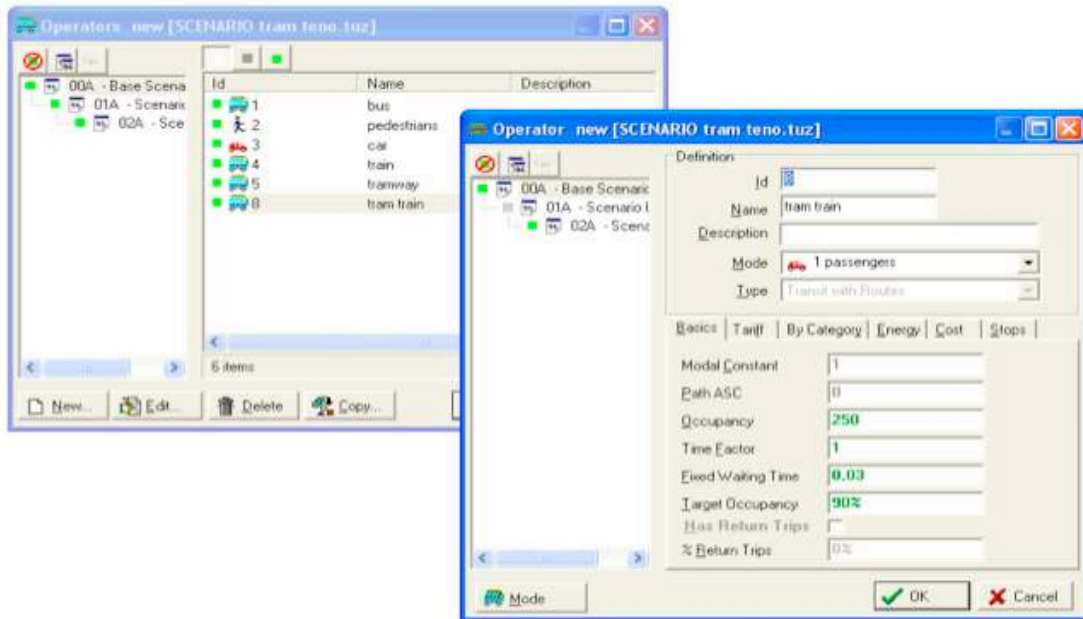 Operators new [SCENARIO tram teno.tuz]
00A - Base Scena
01A - Scenaric
02A - Sce
Id Name Description
1 bus
2 pedestrians
3 car
4 train
5 tramway
8 tram train
6 items
New... Edit... Delete Copy...
Operator new [SCENARIO tram teno.tuz]
00A - Base Scenaric
01A - Scenario
02A - Scena
Definition
Id 8
Name tram train
Description
Mode 1 passengers
Type Transit with Routes
Basics Tariff By Category Energy Cost Stops
Modal Constant 1
Path ASC 0
Occupancy 250
Time Factor 1
Fixed Waiting Time 0.03
Target Occupancy 90%
Has Return Trips
% Return Trips 0%
Mode OK Cancel